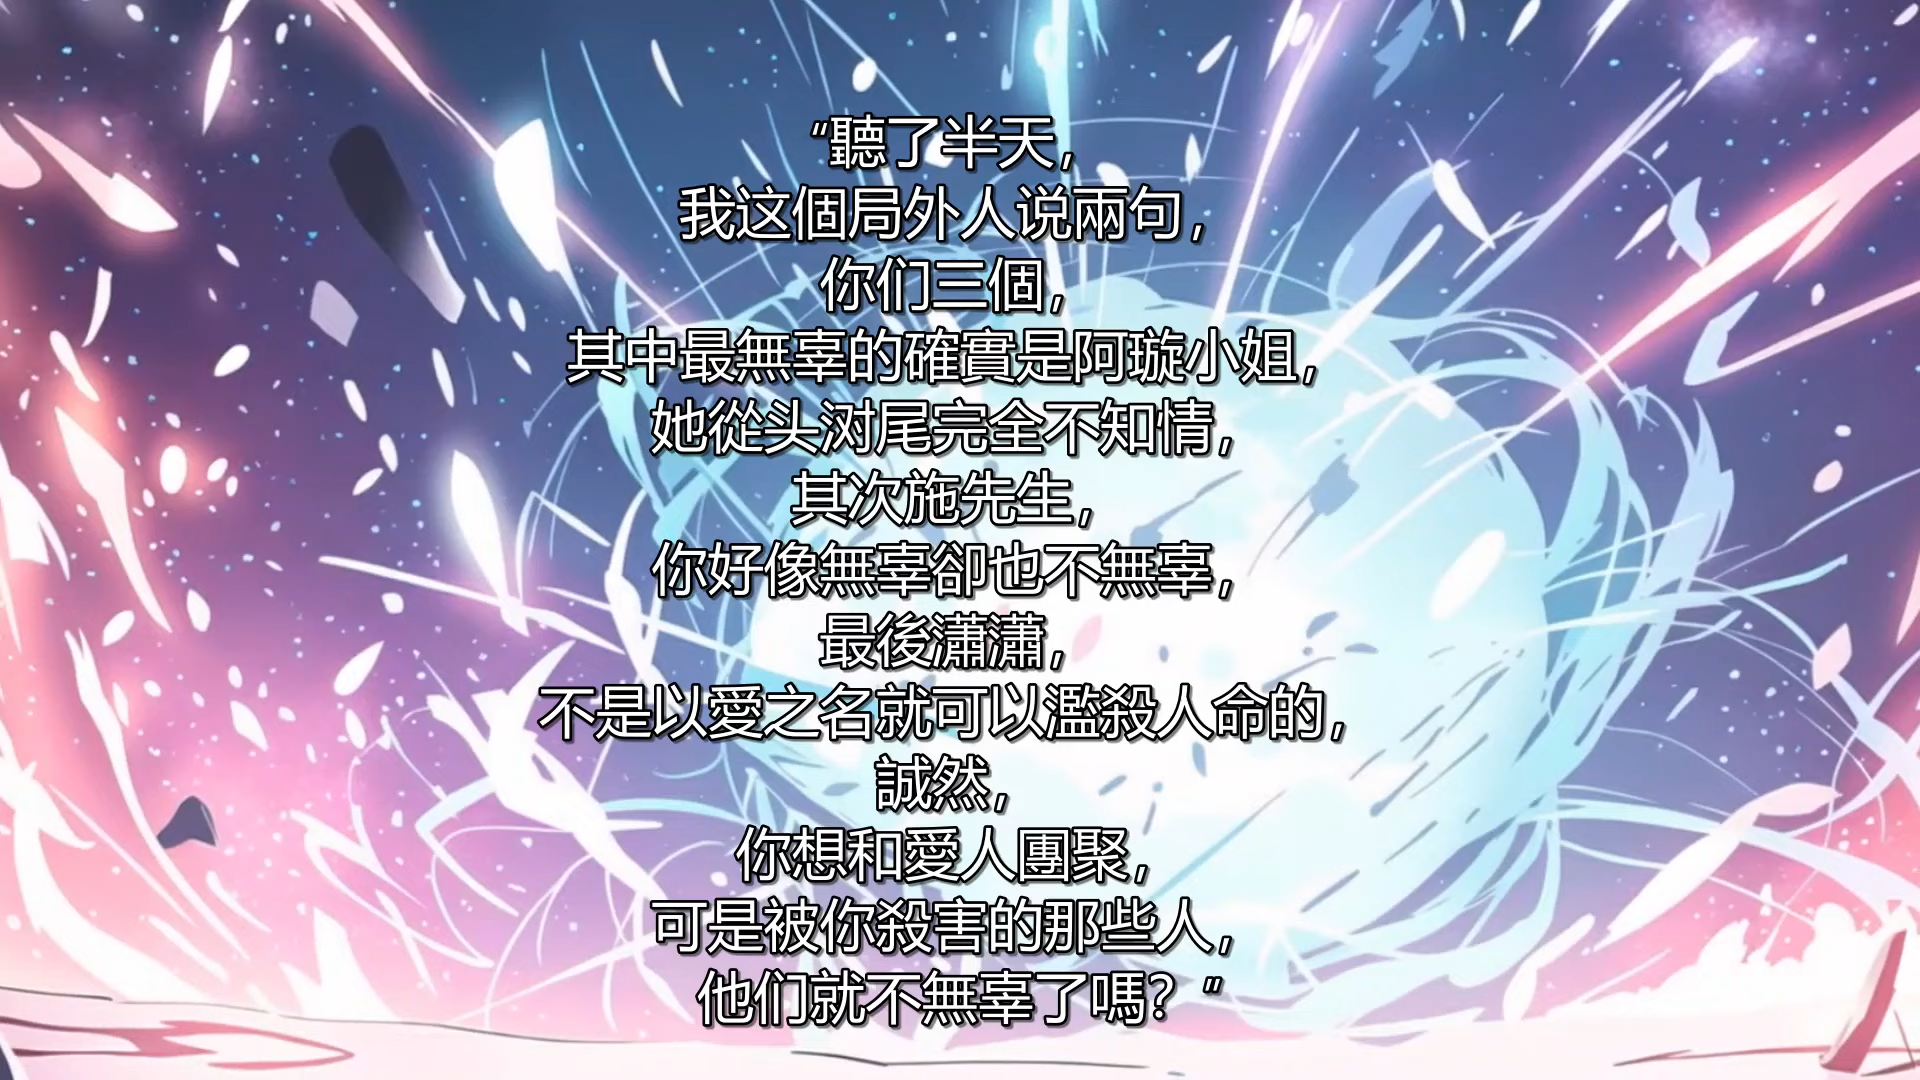 “聽了半天，
我这個局外人说兩句，
你们三個，
其中最無辜的確實是阿璇小姐，
她從头浏尾完全不知情，
其次施先生，
你好像無辜卻也不無辜，
最後瀟瀟，
不是以愛之名就可以濫殺人命的，
誠然，
你想和愛人團聚，
可是被你殺害的那些人，
他们就不無辜了嗎？”